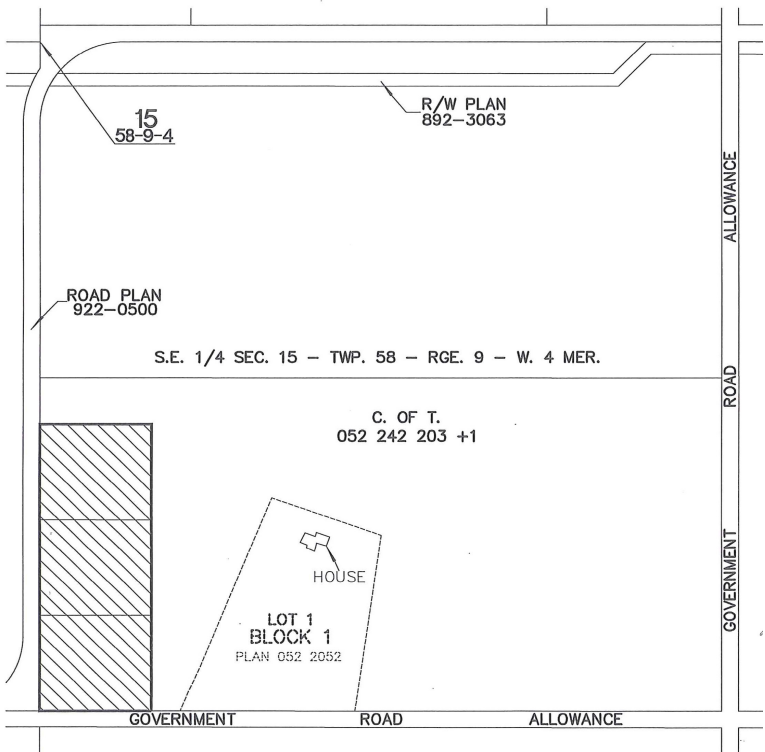 R/W PLAN
892-3063
15
58-9-4
ROAD PLAN
922-0500
S.E. 1/4 SEC. 15 - TWP. 58 - RGE. 9 - W. 4 MER.
C. OF T.
052 242 203 +1
HOUSE
LOT 1
BLOCK 1
PLAN 052 2052
GOVERNMENT ROAD ALLOWANCE
GOVERNMENT ROAD ALLOWANCE